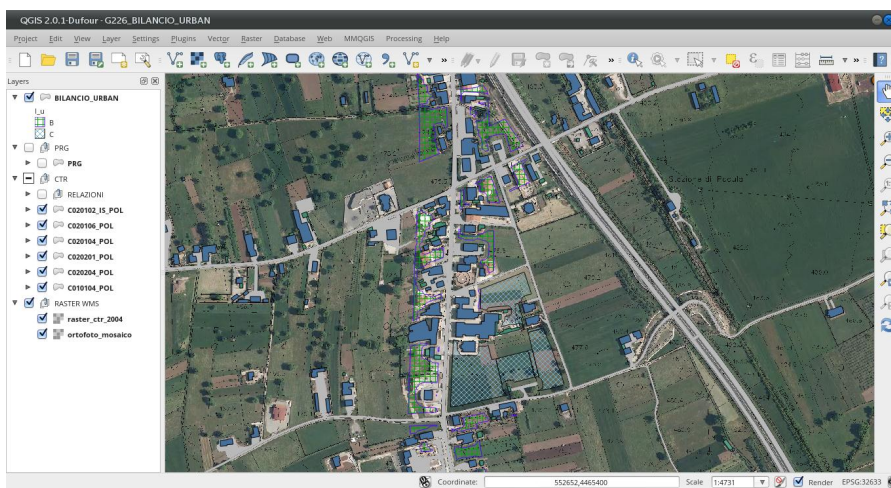 QGIS 2.0.1-Dufour - G226_BILANCIO_URBAN
Project Edit View Layer Settings Plugins Vector Raster Database Web MMQGIS Processing Help
Layers
BILANCIO_URBAN
I_u
B
C
PRG
PRG
CTR
RELAZIONI
C020102_IS_POL
C020106_POL
C020104_POL
C020201_POL
C020204_POL
C010104_POL
RASTER WMS
raster_ctr_2004
ortofoto_mosaico
Coordinate: 552652,4465400 Scale 1:4731 Render EPSG:32633